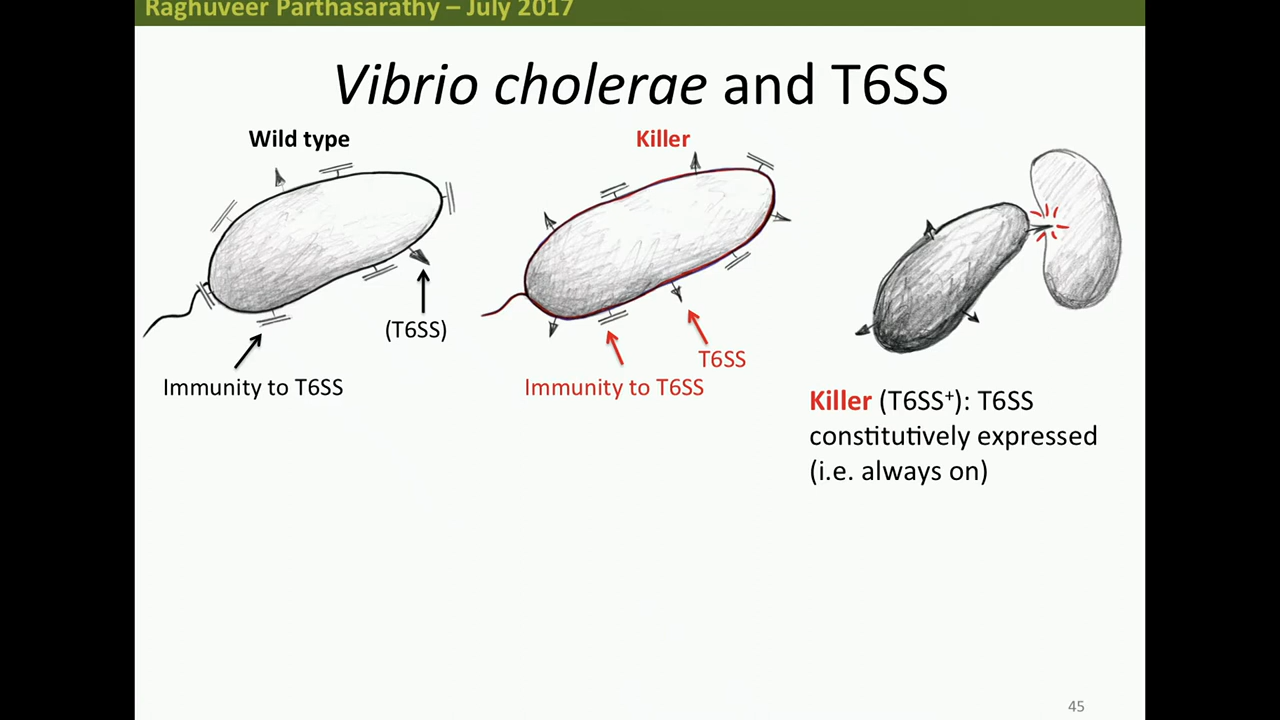 Raghuveer Parthasarathy – July 2017
Vibrio cholerae and T6SS
Wild type
(T6SS)
Immunity to T6SS
Killer
T6SS
Immunity to T6SS
Killer (T6SS⁺): T6SS
constitutively expressed
(i.e. always on)
45